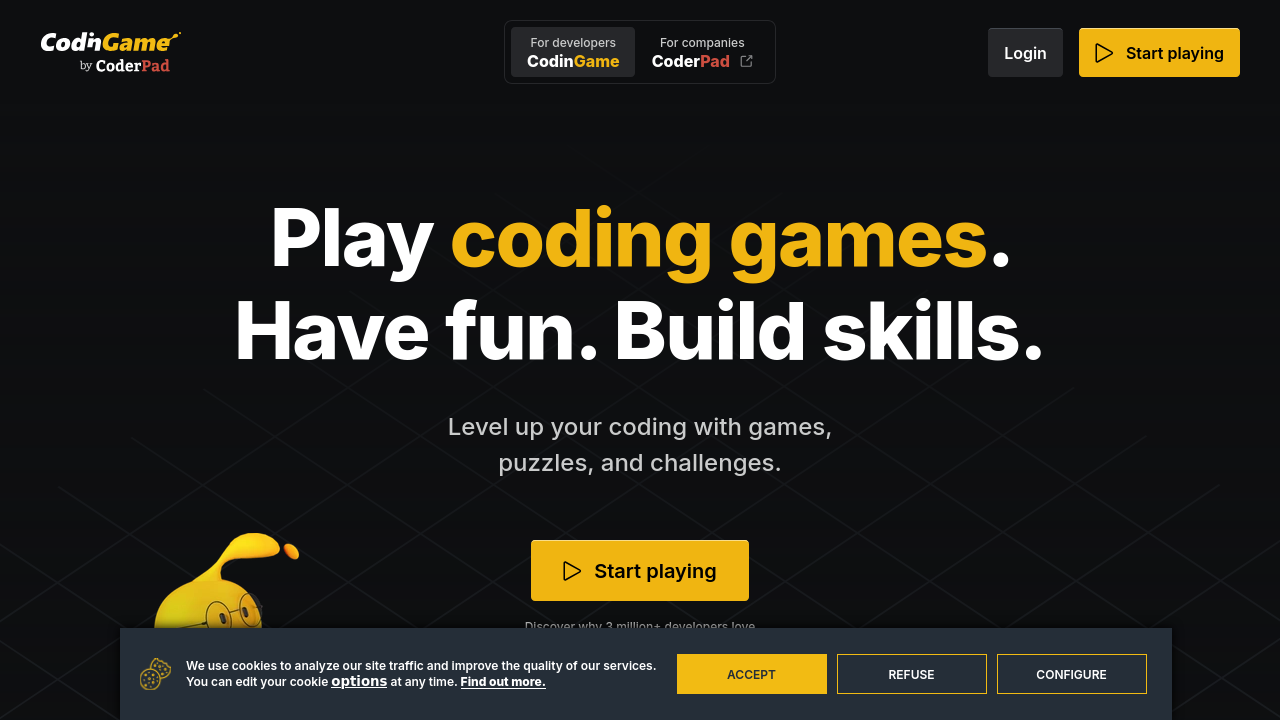 CodinGame
by CoderPad
For developers
CodinGame
For companies
CoderPad
Login
Start playing
Play coding games.
Have fun. Build skills.
Level up your coding with games,
puzzles, and challenges.
Start playing
Discover why 3 million+ developers love
We use cookies to analyze our site traffic and improve the quality of our services.
You can edit your cookie options at any time. Find out more.
ACCEPT
REFUSE
CONFIGURE